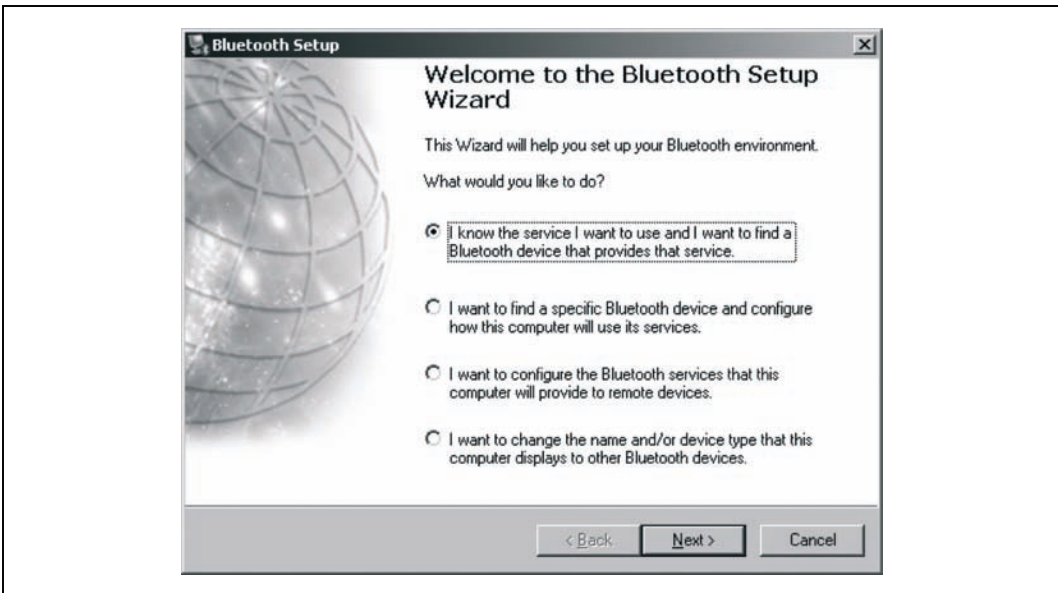 Bluetooth Setup
Welcome to the Bluetooth Setup
Wizard
This Wizard will help you set up your Bluetooth environment.
What would you like to do?
I know the service I want to use and I want to find a
Bluetooth device that provides that service.
I want to find a specific Bluetooth device and configure
how this computer will use its services.
I want to configure the Bluetooth services that this
computer will provide to remote devices.
I want to change the name and/or device type that this
computer displays to other Bluetooth devices.
< Back
Next >
Cancel